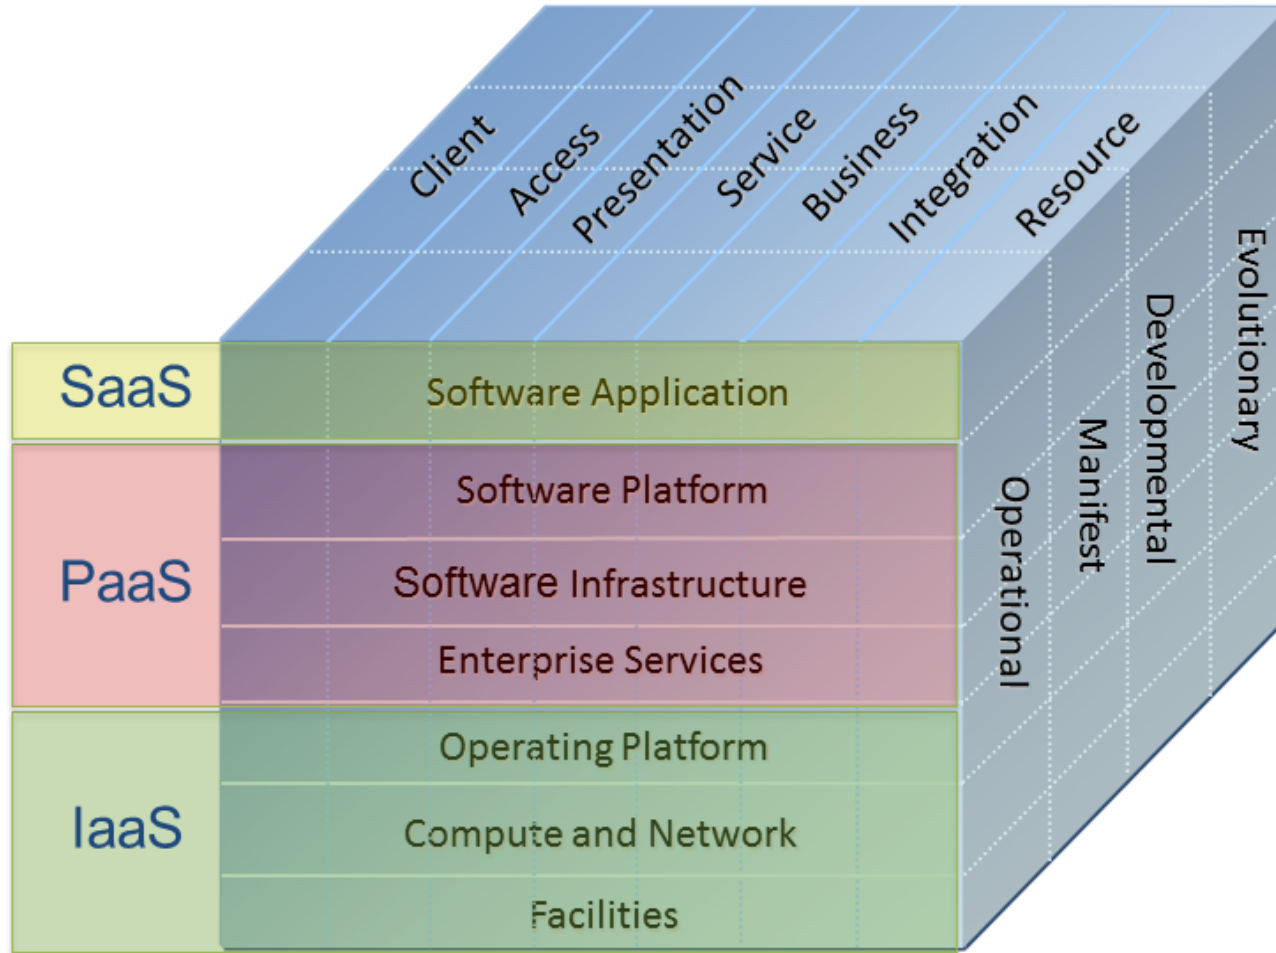 Client
Access
Presentation
Service
Business
Integration
Resource
SaaS
Software Application
PaaS
Software Platform
Software Infrastructure
Enterprise Services
IaaS
Operating Platform
Compute and Network
Facilities
Operational
Manifest
Developmental
Evolutionary